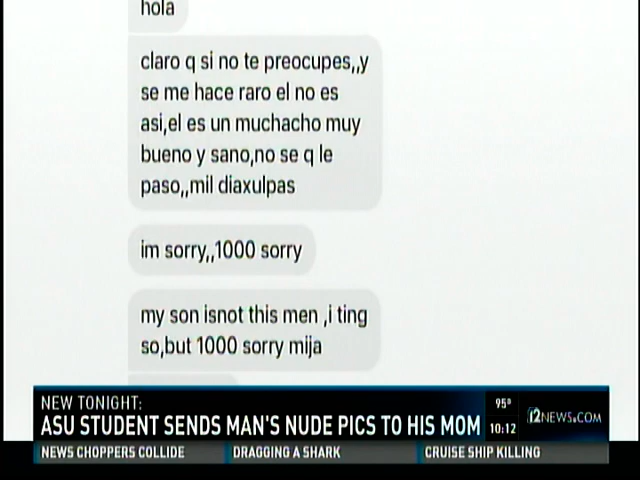 hola
claro q si no te preocupes,,y
se me hace raro el no es
asi,el es un muchacho muy
bueno y sano,no se q le
paso,,mil diaxulpas
im sorry,,1000 sorry
my son isnot this men ,i ting
so,but 1000 sorry mija
NEW TONIGHT:
ASU STUDENT SENDS MAN'S NUDE PICS TO HIS MOM
95°
10:12
12NEWS.COM
NEWS CHOPPERS COLLIDE
DRAGGING A SHARK
CRUISE SHIP KILLING